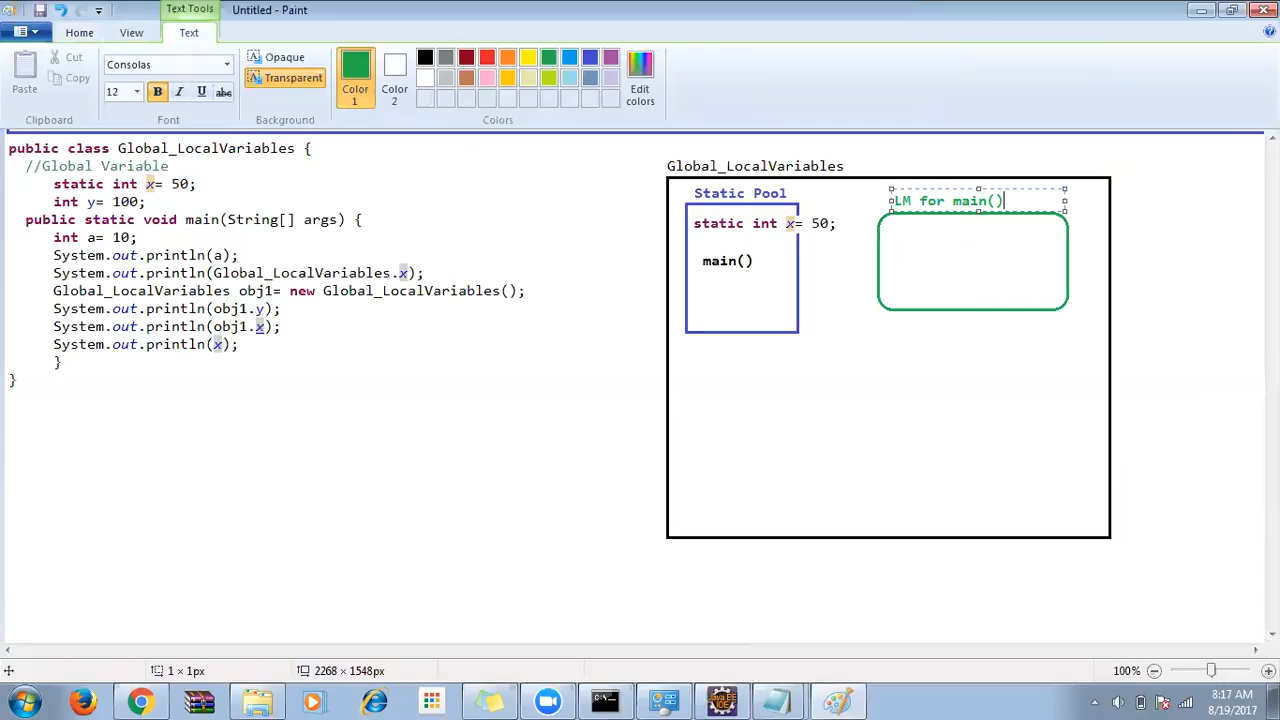 Untitled - Paint
Text Tools
Home
View
Text
Paste
Cut
Copy
Consolas
12
B
I
U
abc
Opaque
Transparent
Color 1
Color 2
Edit colors
Clipboard
Font
Background
Colors
public class Global_LocalVariables {
//Global Variable
static int x= 50;
int y= 100;
public static void main(String[] args) {
int a= 10;
System.out.println(a);
System.out.println(Global_LocalVariables.x);
Global_LocalVariables obj1= new Global_LocalVariables();
System.out.println(obj1.y);
System.out.println(obj1.x);
System.out.println(x);
}
}
Global_LocalVariables
Static Pool
static int x= 50;
main()
LM for main()
1 × 1px
2268 × 1548px
100%
Java EE
IDE
8:17 AM
8/19/2017